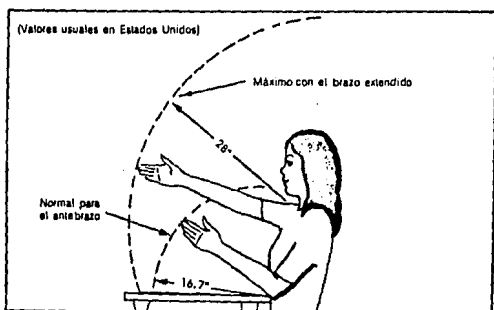 (Valores usuales en Estados Unidos)
Máximo con el brazo extendido
28"
Normal para
el antebrazo
16.7"